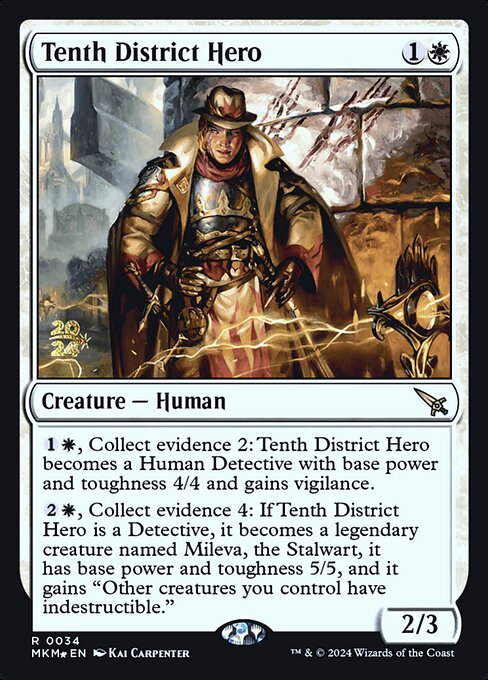 Tenth District Hero 1
2024
Creature — Human
1, Collect evidence 2: Tenth District Hero
becomes a Human Detective with base power
and toughness 4/4 and gains vigilance.
2, Collect evidence 4: If Tenth District
Hero is a Detective, it becomes a legendary
creature named Mileva, the Stalwart, it
has base power and toughness 5/5, and it
gains “Other creatures you control have
indestructible.”
2/3
R 0034
MKM★EN Kai Carpenter
™ & © 2024 Wizards of the Coast